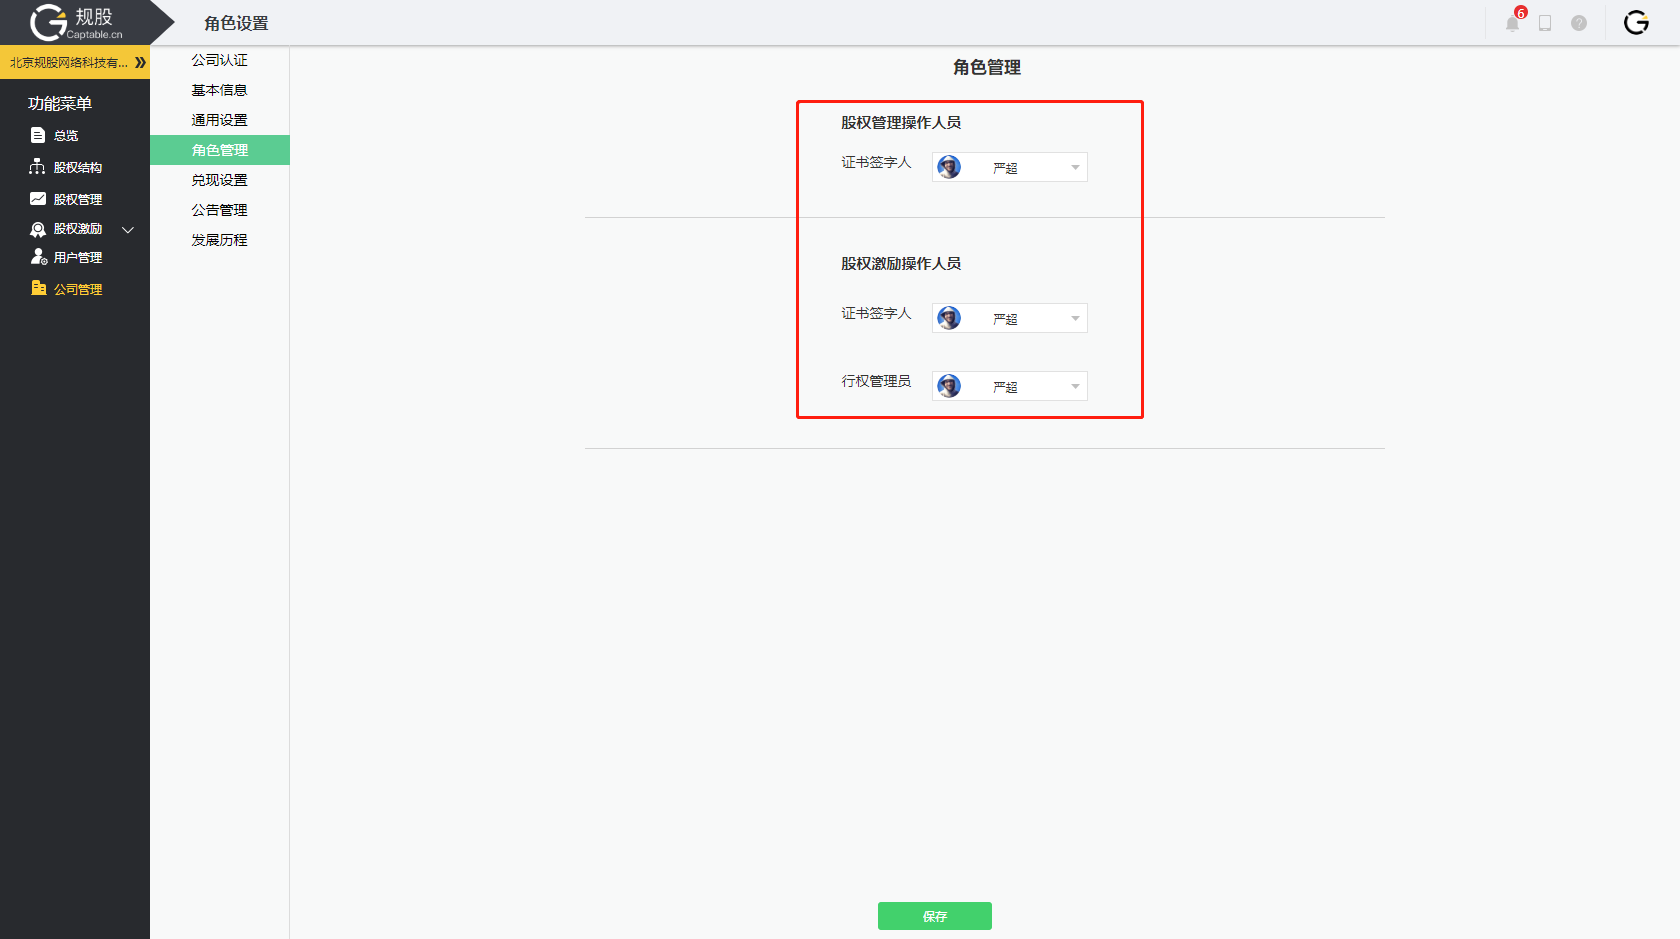 规股
Captable.cn
角色设置
6
北京规股网络科技有...
功能菜单
总览
股权结构
股权管理
股权激励
用户管理
公司管理
公司认证
基本信息
通用设置
角色管理
兑现设置
公告管理
发展历程
角色管理
股权管理操作人员
证书签字人
严超
股权激励操作人员
证书签字人
严超
行权管理员
严超
保存